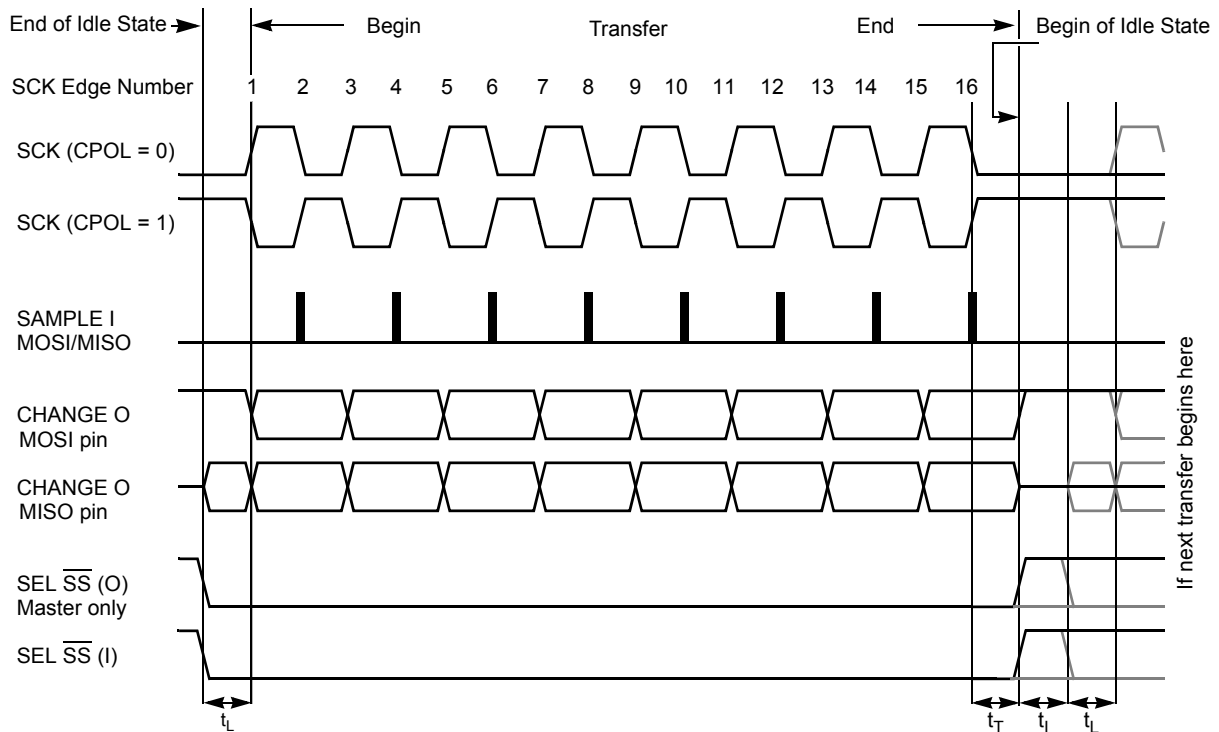 End of Idle State
Begin
Transfer
End
Begin of Idle State
SCK Edge Number
1 2 3 4 5 6 7 8 9 10 11 12 13 14 15 16
SCK (CPOL = 0)
SCK (CPOL = 1)
SAMPLE I
MOSI/MISO
CHANGE O
MOSI pin
CHANGE O
MISO pin
SEL S̅S̅ (O)
Master only
SEL S̅S̅ (I)
If next transfer begins here
tL
tT
tI
tL